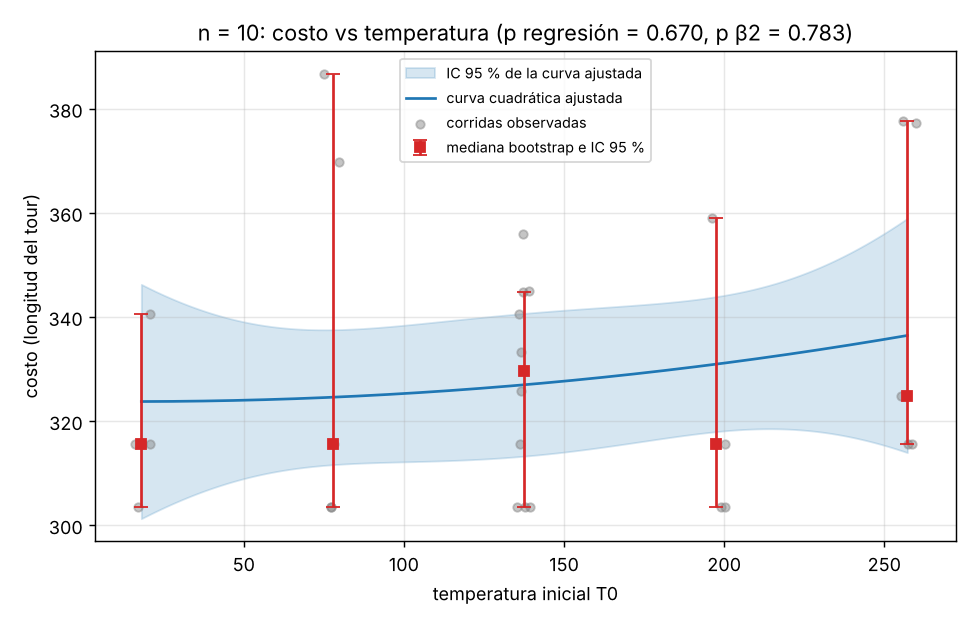 n = 10: costo vs temperatura (p regresión = 0.670, p β2 = 0.783)
IC 95 % de la curva ajustada
curva cuadrática ajustada
corridas observadas
mediana bootstrap e IC 95 %
costo (longitud del tour)
380
360
340
320
300
50
100
150
200
250
temperatura inicial T0